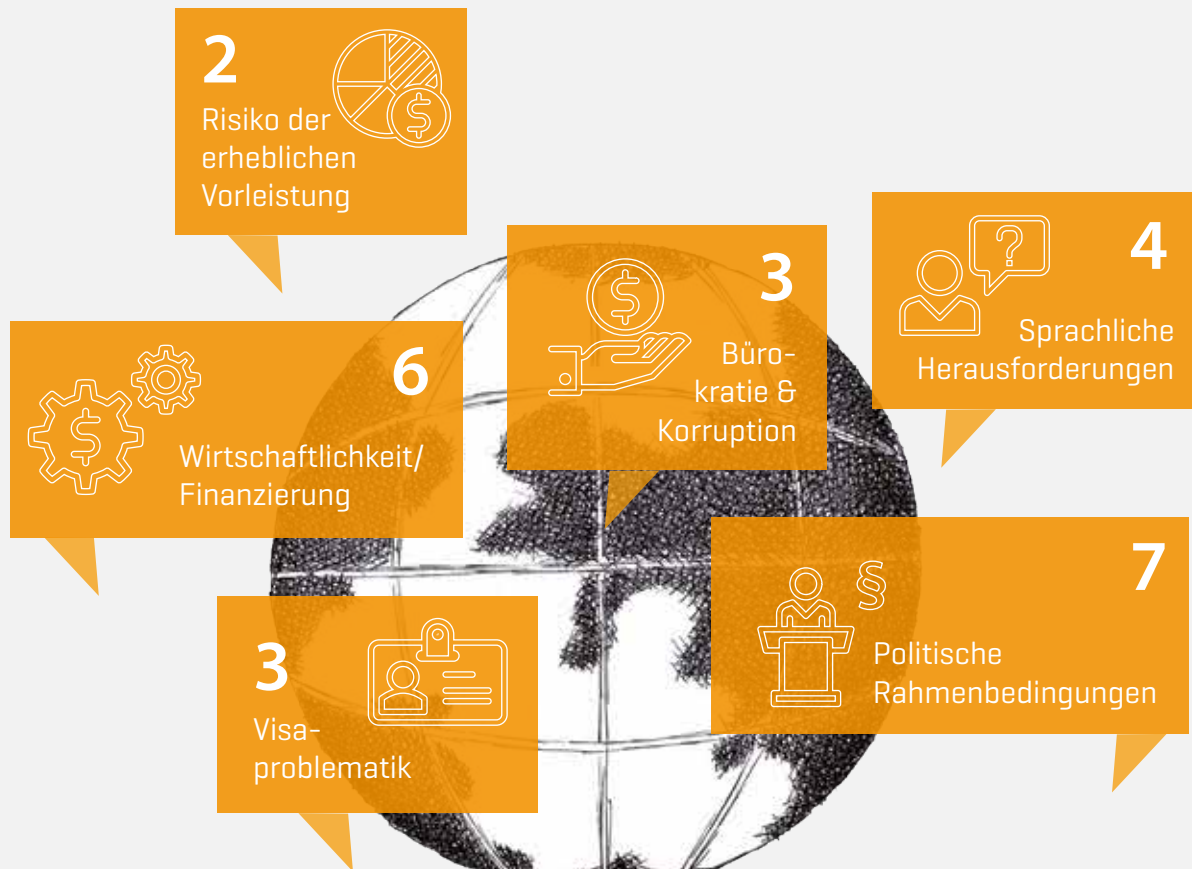 2
Risiko der
erheblichen
Vorleistung
3
Büro-
kratie &
Korruption
4
Sprachliche
Herausforderungen
6
Wirtschaftlichkeit/
Finanzierung
7
Politische
Rahmenbedingungen
§
3
Visa-
problematik